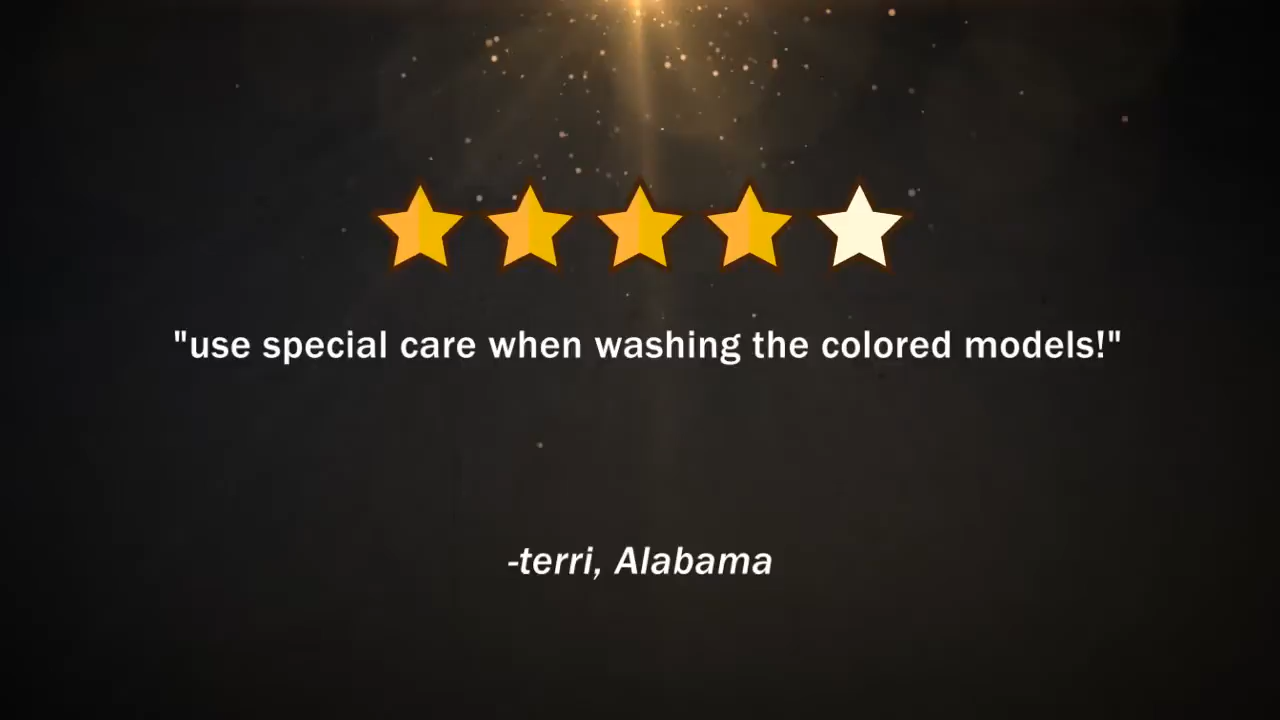 "use special care when washing the colored models!"
-terri, Alabama